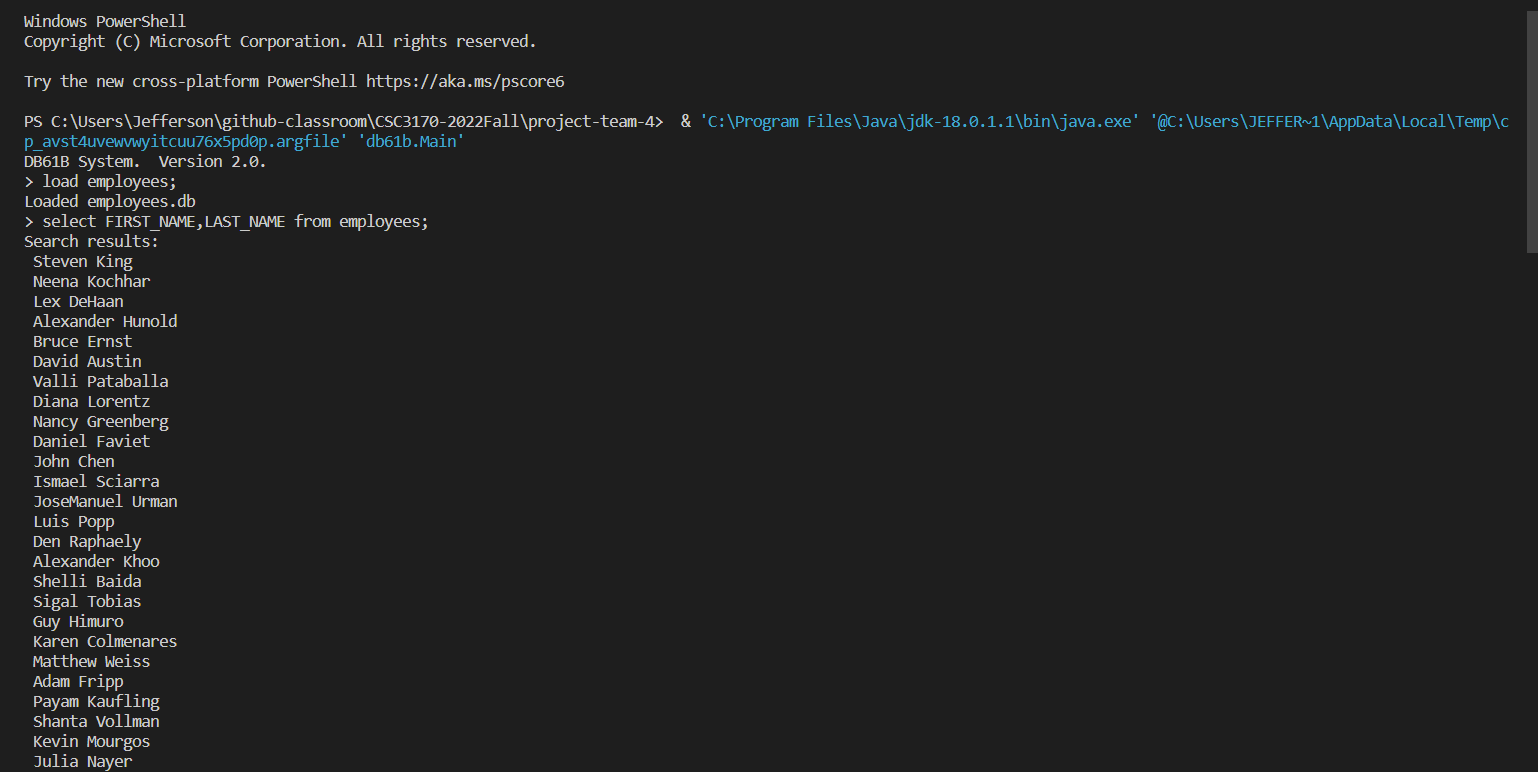 Windows PowerShell
Copyright (C) Microsoft Corporation. All rights reserved.
Try the new cross-platform PowerShell https://aka.ms/pscore6
PS C:\Users\Jefferson\github-classroom\CSC3170-2022Fall\project-team-4>  & 'C:\Program Files\Java\jdk-18.0.1.1\bin\java.exe' '@C:\Users\JEFFER~1\AppData\Local\Temp\c
p_avst4uvewvwyitcuu76x5pd0p.argfile' 'db61b.Main'
DB61B System.  Version 2.0.
> load employees;
Loaded employees.db
> select FIRST_NAME,LAST_NAME from employees;
Search results:
Steven King
Neena Kochhar
Lex DeHaan
Alexander Hunold
Bruce Ernst
David Austin
Valli Pataballa
Diana Lorentz
Nancy Greenberg
Daniel Faviet
John Chen
Ismael Sciarra
JoseManuel Urman
Luis Popp
Den Raphaely
Alexander Khoo
Shelli Baida
Sigal Tobias
Guy Himuro
Karen Colmenares
Matthew Weiss
Adam Fripp
Payam Kaufling
Shanta Vollman
Kevin Mourgos
Julia Nayer